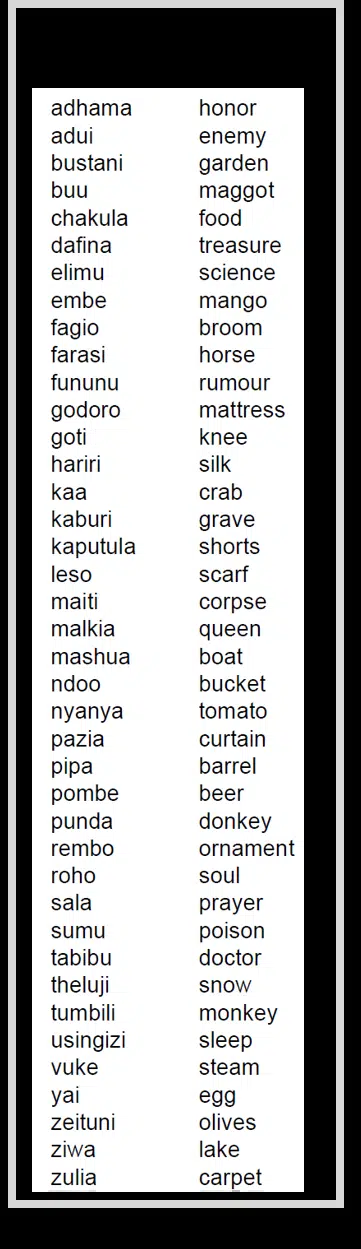 adhama honor
adui enemy
bustani garden
buu maggot
chakula food
dafina treasure
elimu science
embe mango
fagio broom
farasi horse
fununu rumour
godoro mattress
goti knee
hariri silk
kaa crab
kaburi grave
kaputula shorts
leso scarf
maiti corpse
malkia queen
mashua boat
ndoo bucket
nyanya tomato
pazia curtain
pipa barrel
pombe beer
punda donkey
rembo ornament
roho soul
sala prayer
sumu poison
tabibu doctor
theluji snow
tumbili monkey
usingizi sleep
vuke steam
yai egg
zeituni olives
ziwa lake
zulia carpet